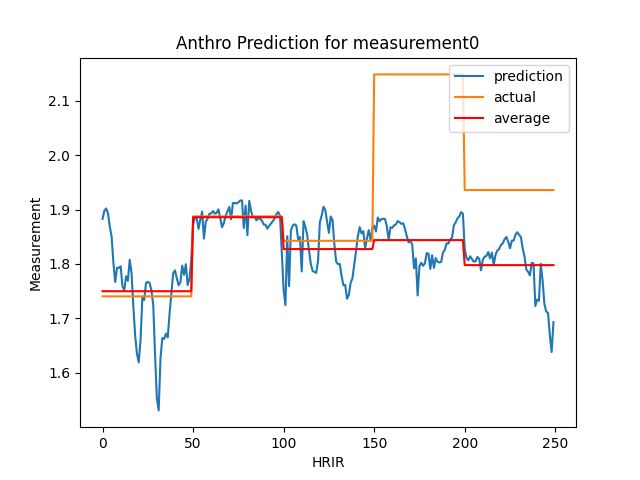 Anthro Prediction for measurement0
prediction
actual
average
Measurement
2.1
2.0
1.9
1.8
1.7
1.6
0 50 100 150 200 250
HRIR